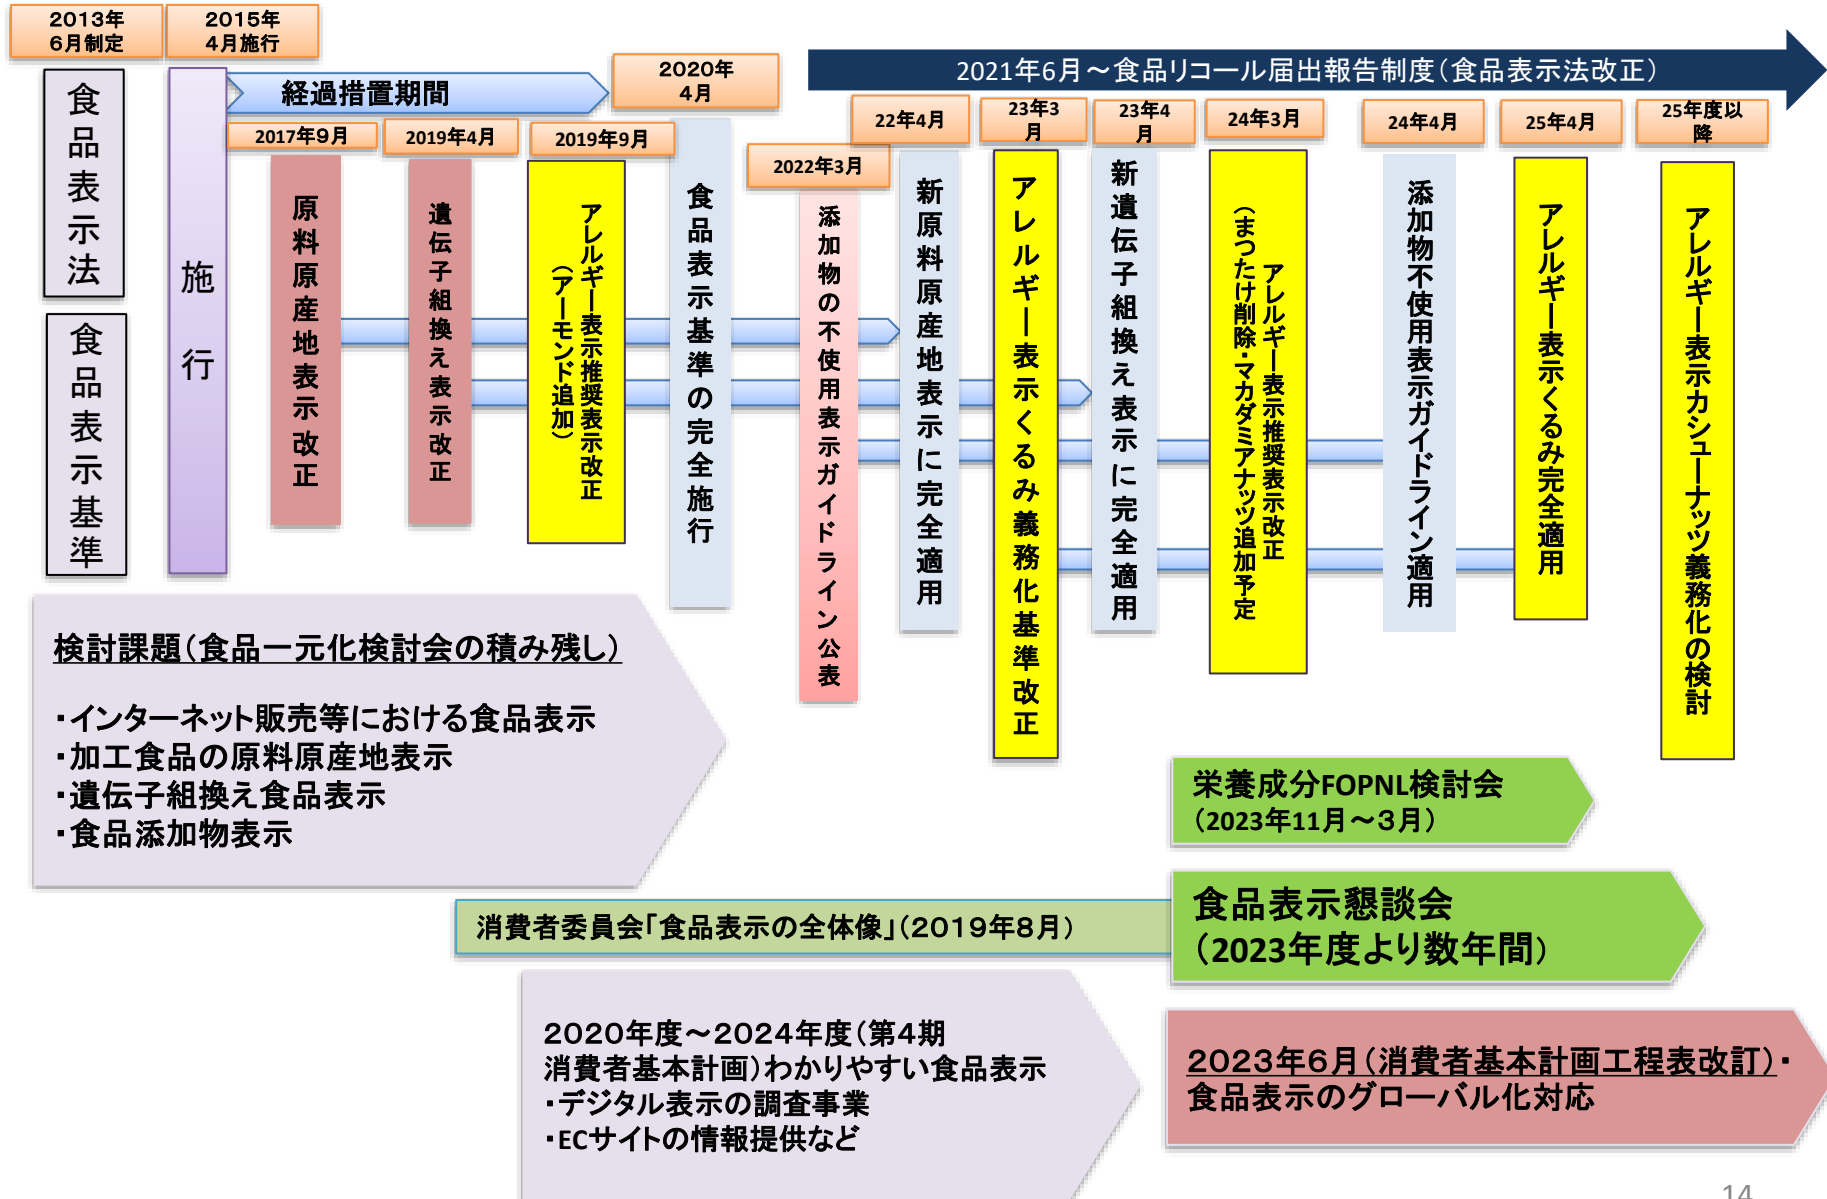 2013年
6月制定
2015年
4月施行
食品表示法
食品表示基準
施行
経過措置期間
2020年
4月
2021年6月～食品リコール届出報告制度（食品表示法改正）
2017年9月
2019年4月
2019年9月
2022年3月
22年4月
23年3
月
23年4
月
24年3月
24年4月
25年4月
25年度以
降
原料原産地表示改正
遺伝子組換え表示改正
アレルギー表示推奨表示改正
（アーモンド追加）
食品表示基準の完全施行
添加物の不使用表示ガイドライン公表
新原料原産地表示に完全適用
アレルギー表示くるみ義務化基準改正
新遺伝子組換え表示に完全適用
アレルギー表示推奨表示改正
（まつたけ削除・マカダミアナッツ追加予定
添加物不使用表示ガイドライン適用
アレルギー表示くるみ完全適用
アレルギー表示カシューナッツ義務化の検討
検討課題（食品一元化検討会の積み残し）
・インターネット販売等における食品表示
・加工食品の原料原産地表示
・遺伝子組換え食品表示
・食品添加物表示
栄養成分FOPNL検討会
（2023年11月～３月）
消費者委員会「食品表示の全体像」（2019年8月）
食品表示懇談会
（2023年度より数年間）
2020年度～2024年度（第4期
消費者基本計画）わかりやすい食品表示
・デジタル表示の調査事業
・ECサイトの情報提供など
2023年6月（消費者基本計画工程表改訂）・
食品表示のグローバル化対応
14